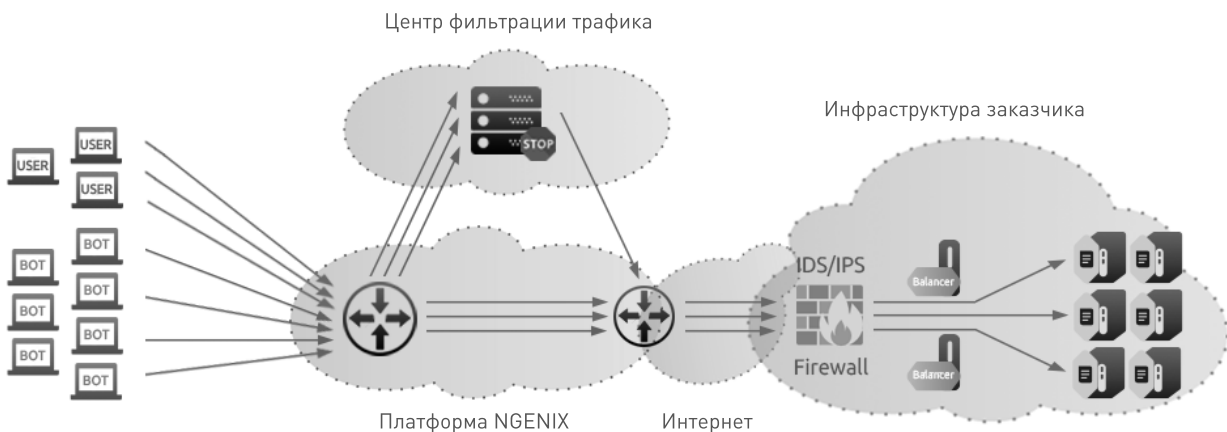 Центр фильтрации трафика
STOP
Инфраструктура заказчика
USER
USER
USER
BOT
BOT
BOT
BOT
BOT
BOT
BOT
IDS/IPS
Firewall
Balancer
Balancer
Платформа NGENIX
Интернет